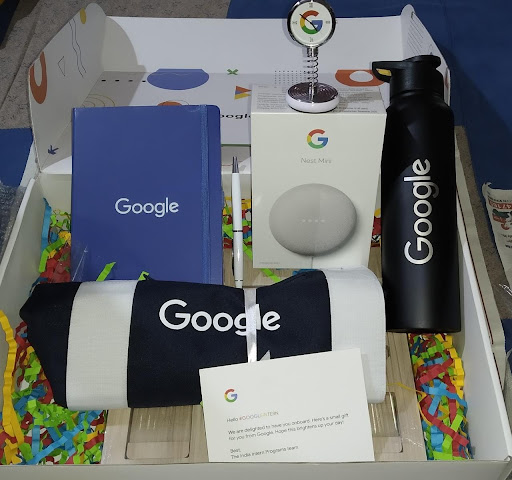 Google
Google
Nest Mini
Google
Google
Hello #GOOGLEINTERN
We are delighted to have you onboard. Here's a small gift
for you from Google. Hope this brightens up your day!
Best,
The India Intern Programs team